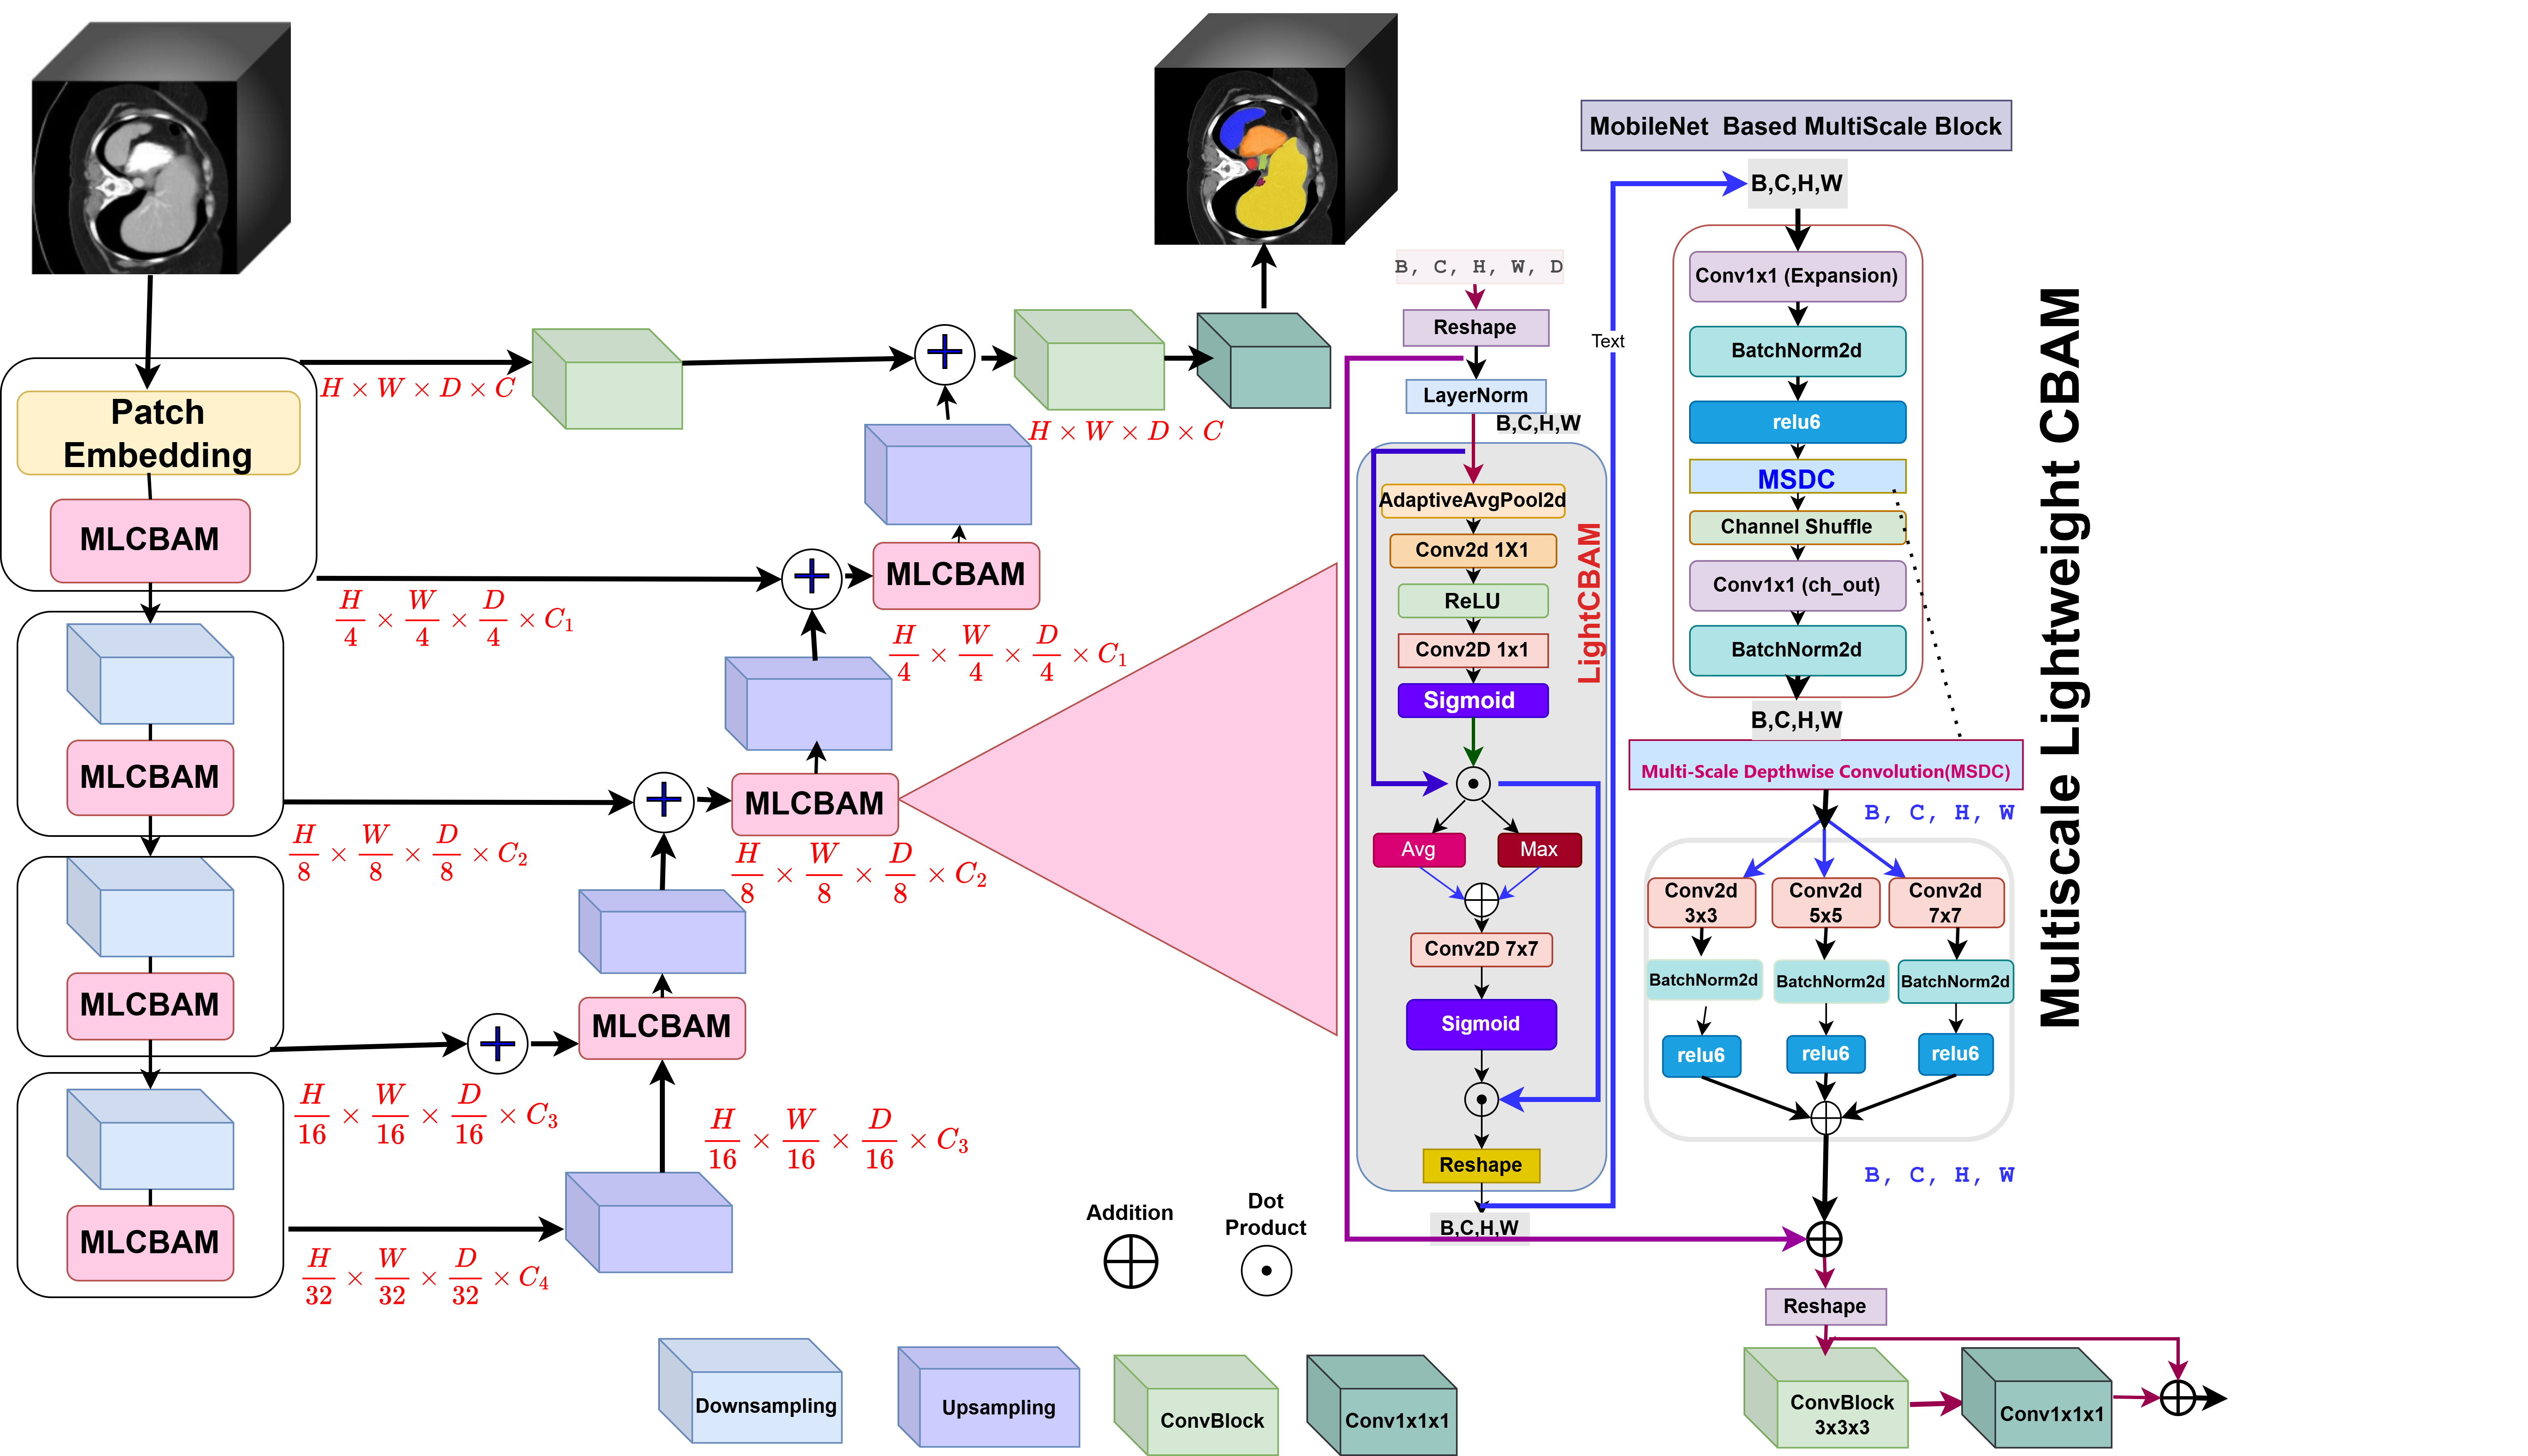 Patch
Embedding
MLCBAM
MLCBAM
MLCBAM
MLCBAM
H × W × D × C
H/4 × W/4 × D/4 × C₁
H/8 × W/8 × D/8 × C₂
H/16 × W/16 × D/16 × C₃
H/32 × W/32 × D/32 × C₄
H × W × D × C
MLCBAM
H/4 × W/4 × D/4 × C₁
MLCBAM
H/8 × W/8 × D/8 × C₂
MLCBAM
H/16 × W/16 × D/16 × C₃
Addition
Dot
Product
Downsampling
Upsampling
ConvBlock
Conv1x1x1
B, C, H, W, D
Reshape
LayerNorm
B,C,H,W
LightCBAM
AdaptiveAvgPool2d
Conv2d 1X1
ReLU
Conv2D 1x1
Sigmoid
Avg
Max
Conv2D 7x7
Sigmoid
Reshape
B,C,H,W
Text
MobileNet Based MultiScale Block
B,C,H,W
Conv1x1 (Expansion)
BatchNorm2d
relu6
MSDC
Channel Shuffle
Conv1x1 (ch_out)
BatchNorm2d
B,C,H,W
Multi-Scale Depthwise Convolution(MSDC)
B, C, H, W
Conv2d
3x3
Conv2d
5x5
Conv2d
7x7
BatchNorm2d
BatchNorm2d
BatchNorm2d
relu6
relu6
relu6
B, C, H, W
Reshape
ConvBlock
3x3x3
Conv1x1x1
Multiscale Lightweight CBAM